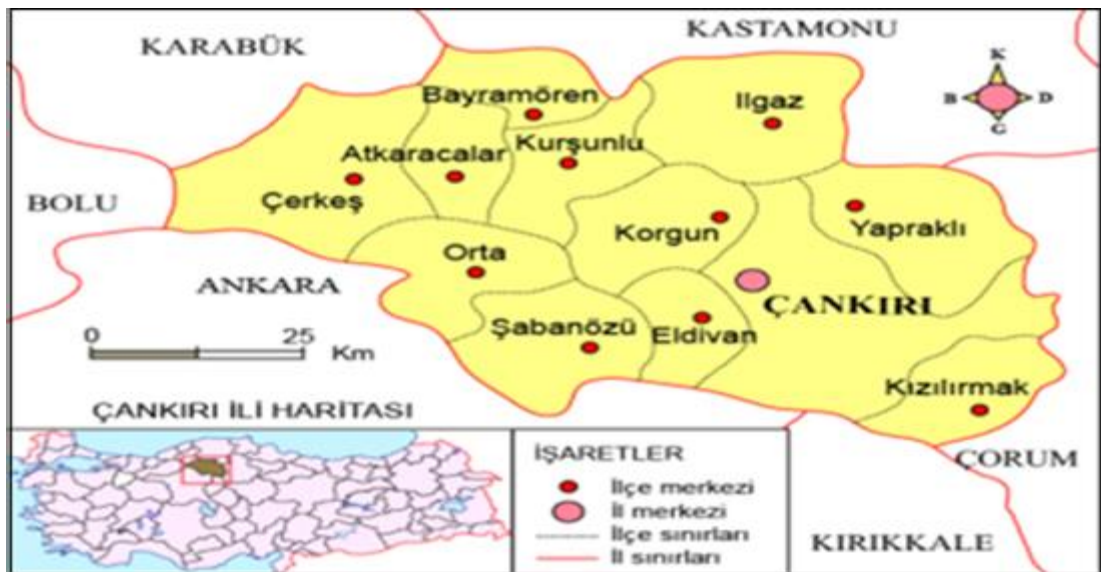 KARABÜK
KASTAMONU
K
B D
G
Bayramören
Ilgaz
Kurşunlu
Atkaracalar
Çerkeş
BOLU
Yapraklı
Korgun
Orta
ANKARA
ÇANKIRI
Şabanözü
Eldivan
0 25
Km
Kızılırmak
ÇANKIRI İLİ HARİTASI
ÇORUM
İŞARETLER
İlçe merkezi
İl merkezi
İlçe sınırları
İl sınırları
KIRIKKALE